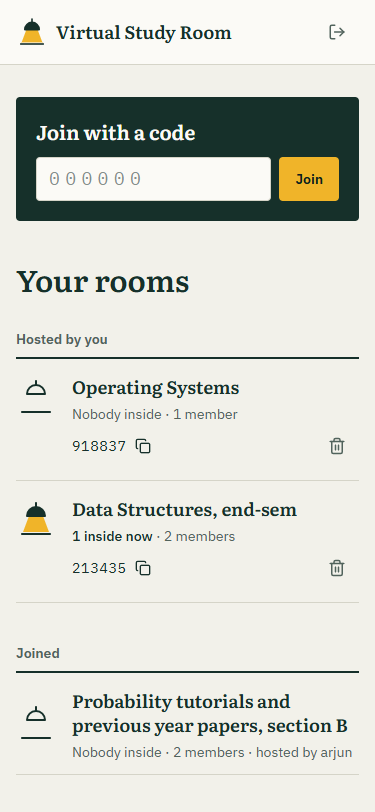 Virtual Study Room
Join with a code
000000
Join
Your rooms
Hosted by you
Operating Systems
Nobody inside · 1 member
918837
Data Structures, end-sem
1 inside now · 2 members
213435
Joined
Probability tutorials and
previous year papers, section B
Nobody inside · 2 members · hosted by arjun